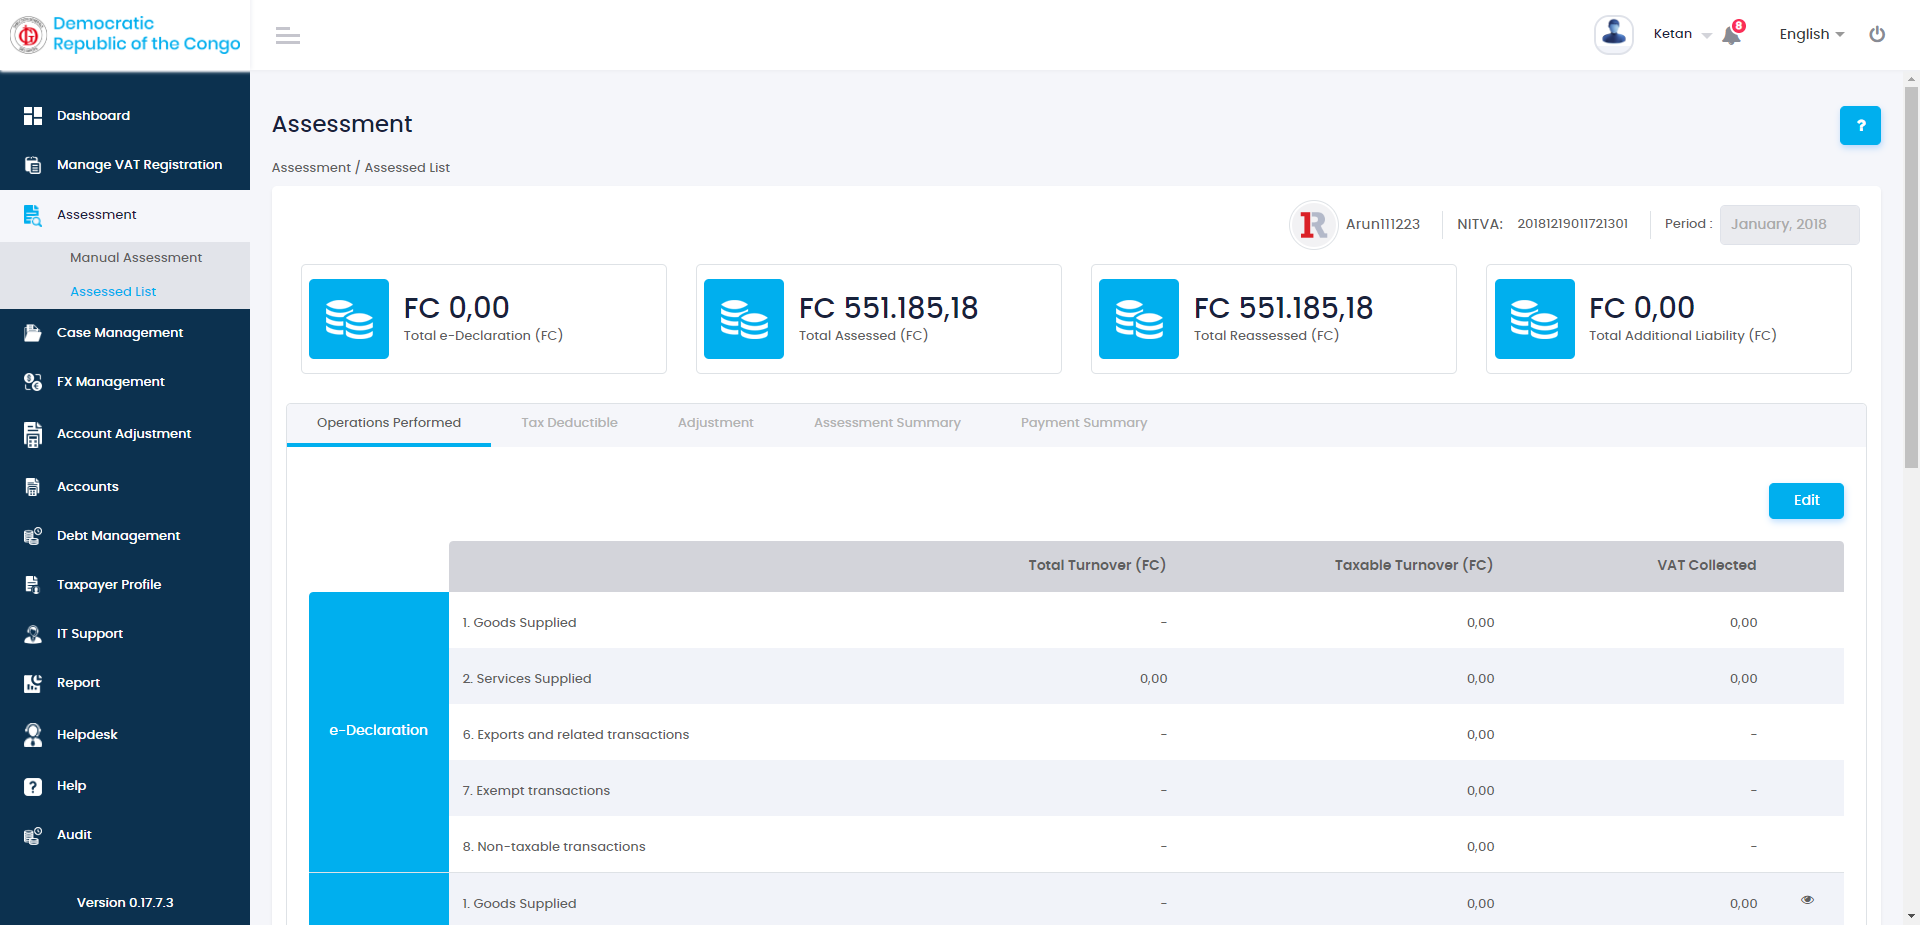 Democratic
Republic of the Congo
Ketan
8
English
Dashboard
Manage VAT Registration
Assessment
Manual Assessment
Assessed List
Case Management
FX Management
Account Adjustment
Accounts
Debt Management
Taxpayer Profile
IT Support
Report
Helpdesk
Help
Audit
Version 0.17.7.3
Assessment
?
Assessment / Assessed List
1R
Arun111223
NITVA: 20181219011721301
Period : January, 2018
FC 0,00
Total e-Declaration (FC)
FC 551.185,18
Total Assessed (FC)
FC 551.185,18
Total Reassessed (FC)
FC 0,00
Total Additional Liability (FC)
Operations Performed Tax Deductible Adjustment Assessment Summary Payment Summary
Edit
Total Turnover (FC) Taxable Turnover (FC) VAT Collected
e-Declaration
1. Goods Supplied - 0,00 0,00
2. Services Supplied 0,00 0,00 0,00
6. Exports and related transactions - 0,00 -
7. Exempt transactions - 0,00 -
8. Non-taxable transactions - 0,00 -
1. Goods Supplied - 0,00 0,00